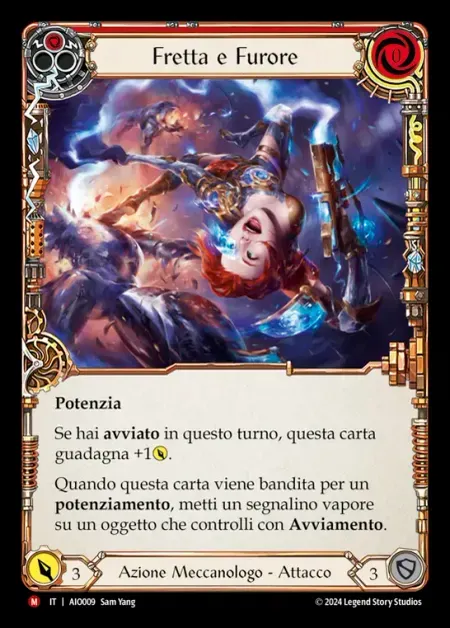 0
Fretta e Furore
Potenzia
Se hai avviato in questo turno, questa carta
guadagna +1.
Quando questa carta viene bandita per un
potenziamento, metti un segnalino vapore
su un oggetto che controlli con Avviamento.
3 Azione Meccanologo - Attacco 3
M IT | AIO009 Sam Yang © 2024 Legend Story Studios